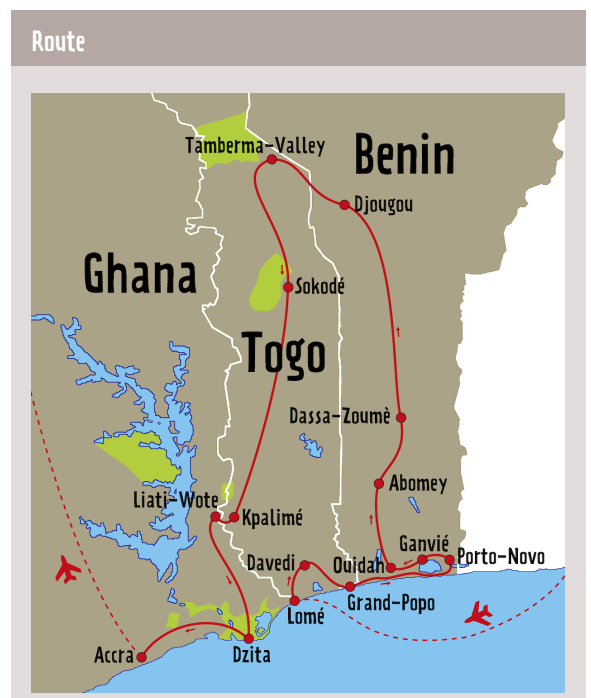 Route
Tamberma-Valley
Benin
Djougou
Ghana
Sokodé
Togo
Dassa-Zoumè
Abomey
Liati-Wote
Kpalimé
Ganvié
Porto-Novo
Davedi
Ouidah
Grand-Popo
Lomé
Accra
Dzita